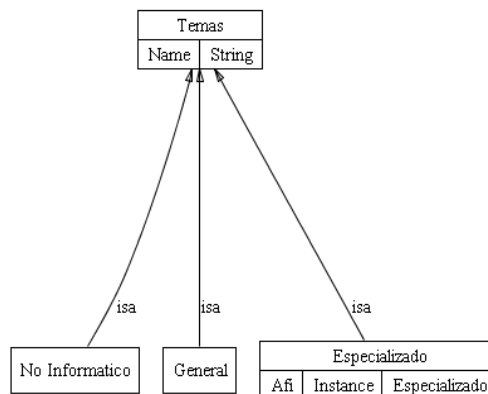 Temas
Name String
isa isa isa
No Informatico General Especializado
Afi Instance Especializado